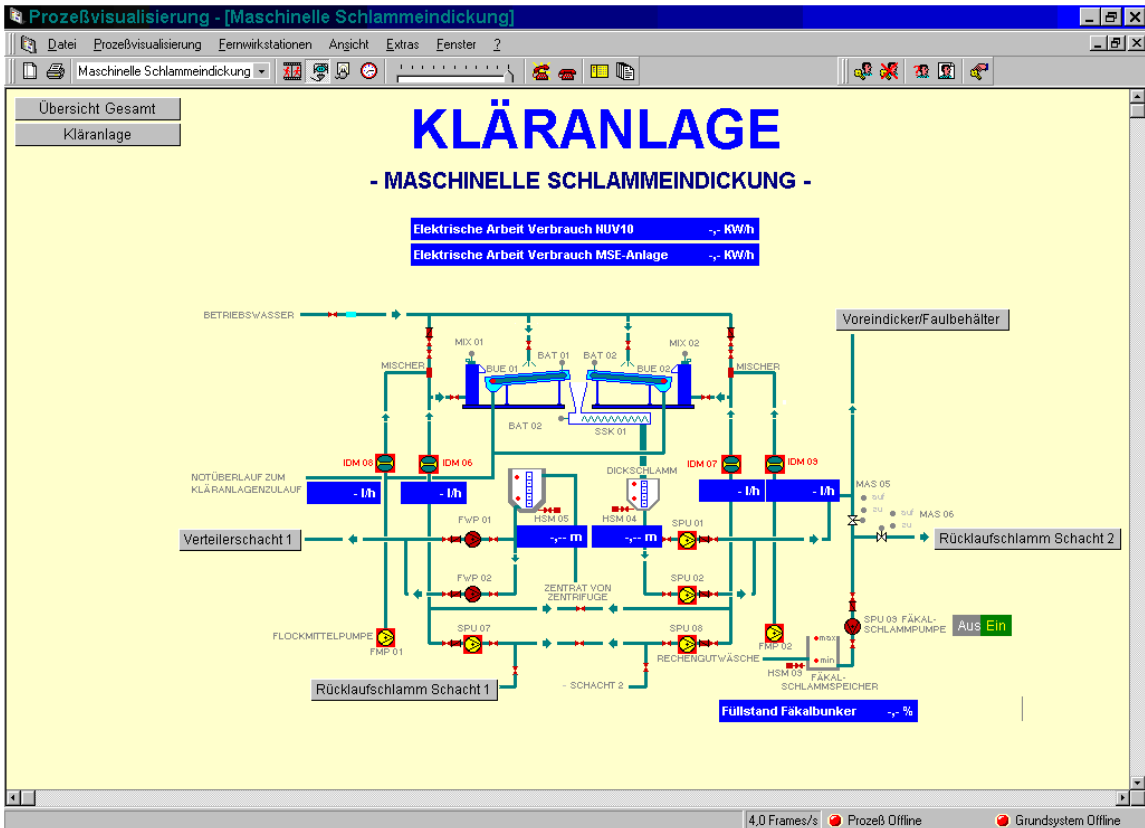 Prozeßvisualisierung - [Maschinelle Schlammeindickung]
Datei Prozeßvisualisierung Fernwirkstationen Ansicht Extras Fenster ?
Maschinelle Schlammeindickung
Übersicht Gesamt
Kläranlage
KLÄRANLAGE
- MASCHINELLE SCHLAMMEINDICKUNG -
Elektrische Arbeit Verbrauch NUV10 -,- KW/h
Elektrische Arbeit Verbrauch MSE-Anlage -,- KW/h
BETRIEBSWASSER
Voreindicker/Faulbehälter
MIX 01
BAT 01
BAT 02
MIX 02
MISCHER
BUE 01
BUE 02
MISCHER
BAT 02
SSK 01
IDM 08
IDM 06
DICKSCHLAMM
IDM 07
IDM 09
NOTÜBERLAUF ZUM
KLÄRANLAGENZULAUF
- l/h
- l/h
- l/h
- l/h
MAS 05
auf
zu
auf
zu
MAS 06
HSM 05
HSM 04
FWP 01
SPU 01
-,-- m
-,-- m
Verteilerschacht 1
Rücklaufschlamm Schacht 2
FWP 02
SPU 02
ZENTRAT VON
ZENTRIFUGE
FLOCKMITTELPUMPE
FMP 01
SPU 07
SPU 08
FMP 02
SPU 09 FÄKAL-
SCHLAMMPUMPE
Aus Ein
max
min
RECHENGUTWÄSCHE
HSM 09
FÄKAL-
SCHLAMMSPEICHER
Rücklaufschlamm Schacht 1
- SCHACHT 2
Füllstand Fäkalbunker -,- %
4,0 Frames/s Prozeß Offline Grundsystem Offline